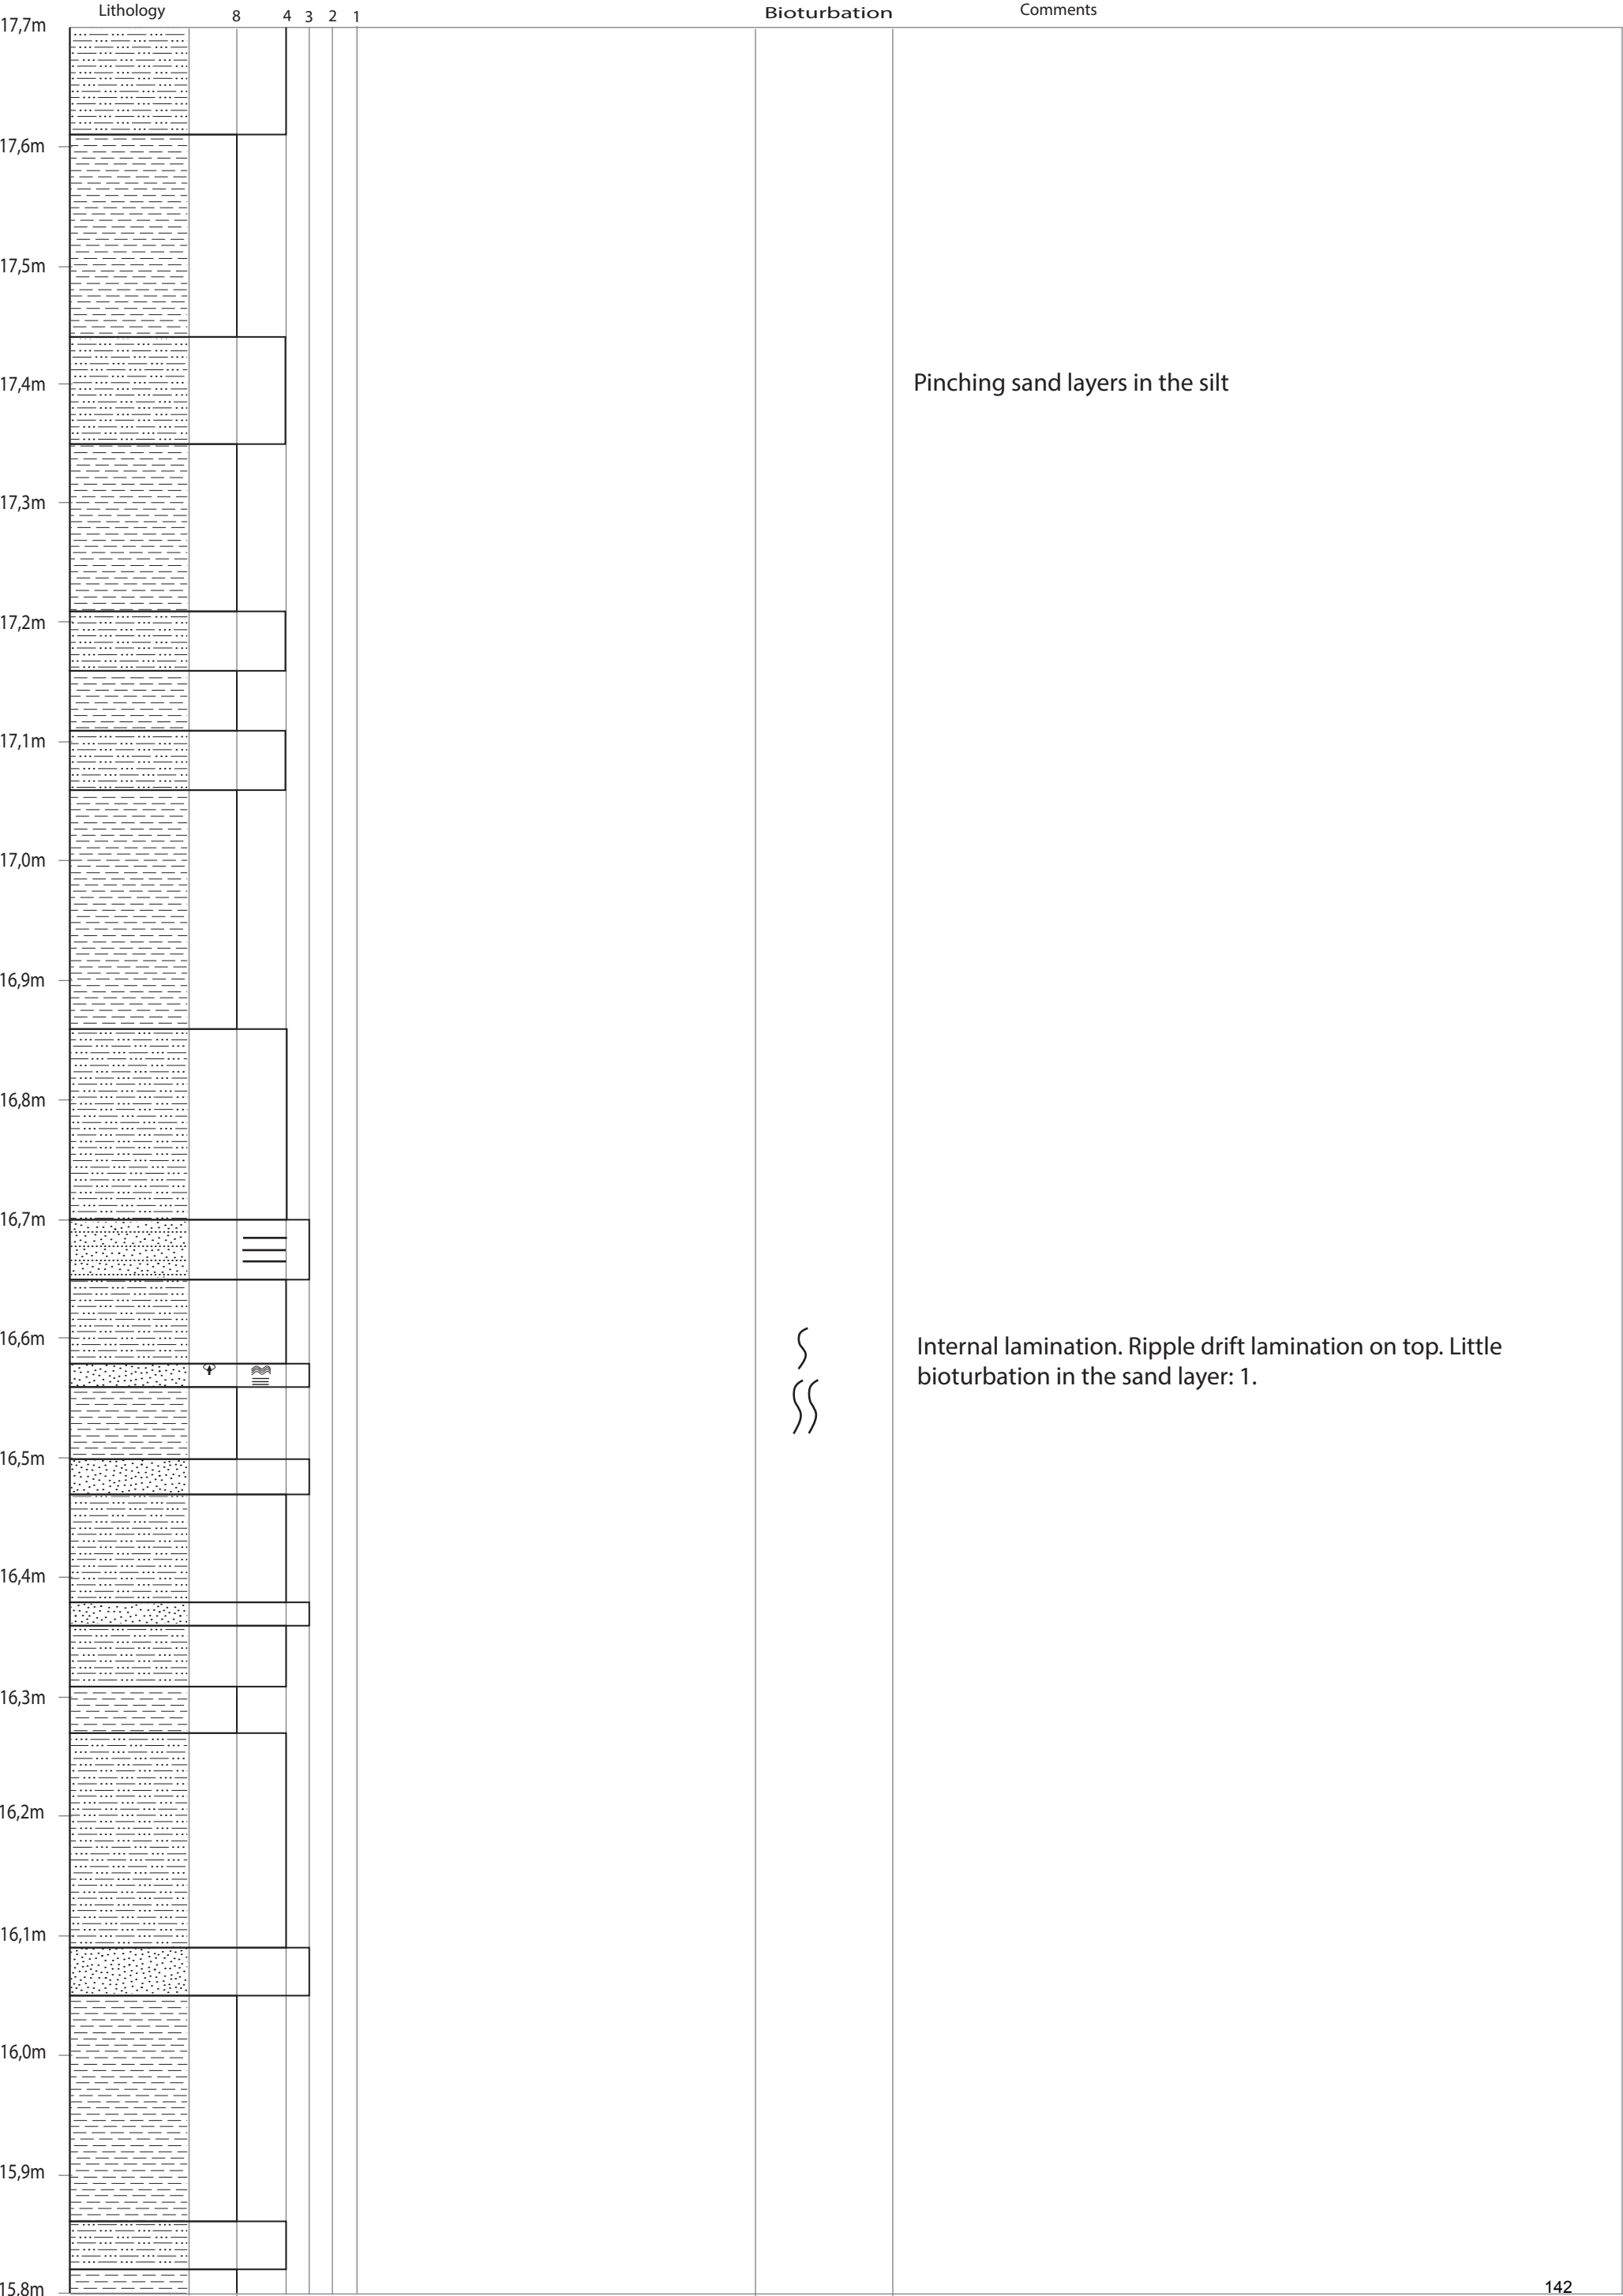 Lithology 8 4 3 2 1 Bioturbation Comments
17,7m
17,6m
17,5m
17,4m Pinching sand layers in the silt
17,3m
17,2m
17,1m
17,0m
16,9m
16,8m
16,7m
16,6m Internal lamination. Ripple drift lamination on top. Little
bioturbation in the sand layer: 1.
16,5m
16,4m
16,3m
16,2m
16,1m
16,0m
15,9m
15,8m
142